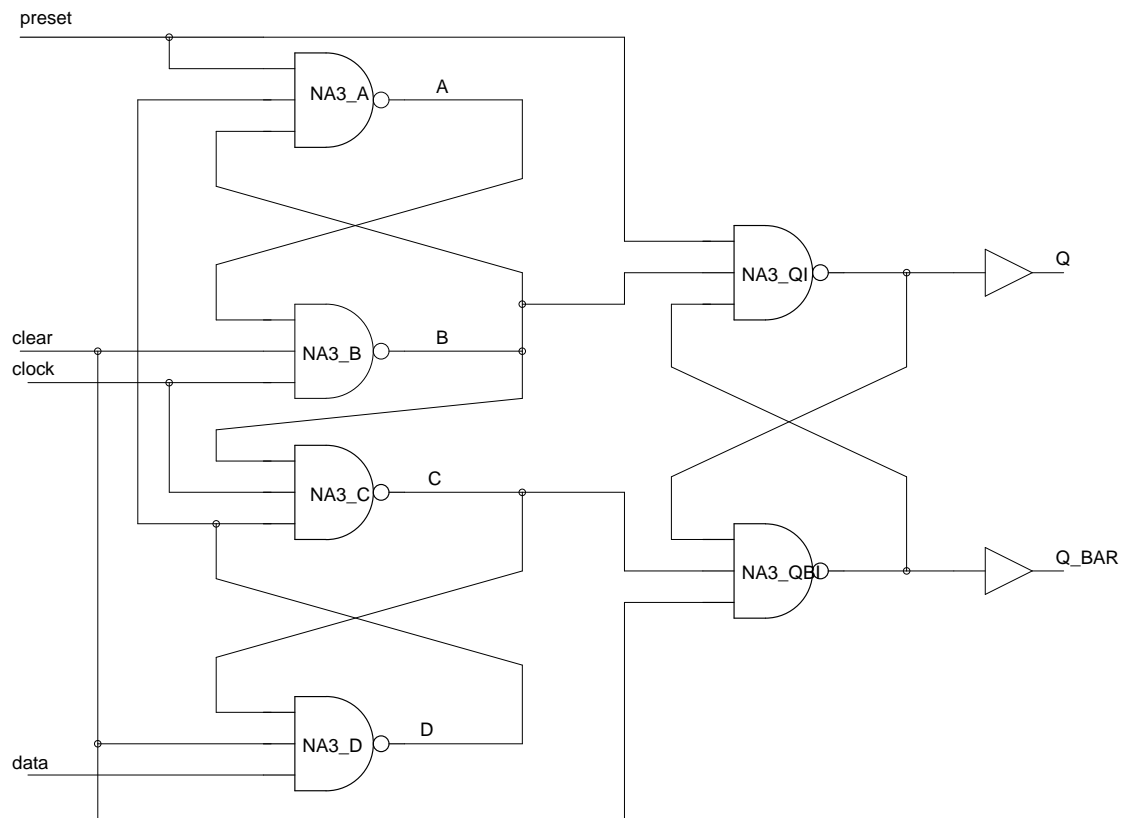 preset
NA3_A
A
NA3_QI
Q
clear
NA3_B
B
clock
NA3_C
C
NA3_QBI
Q_BAR
NA3_D
D
data